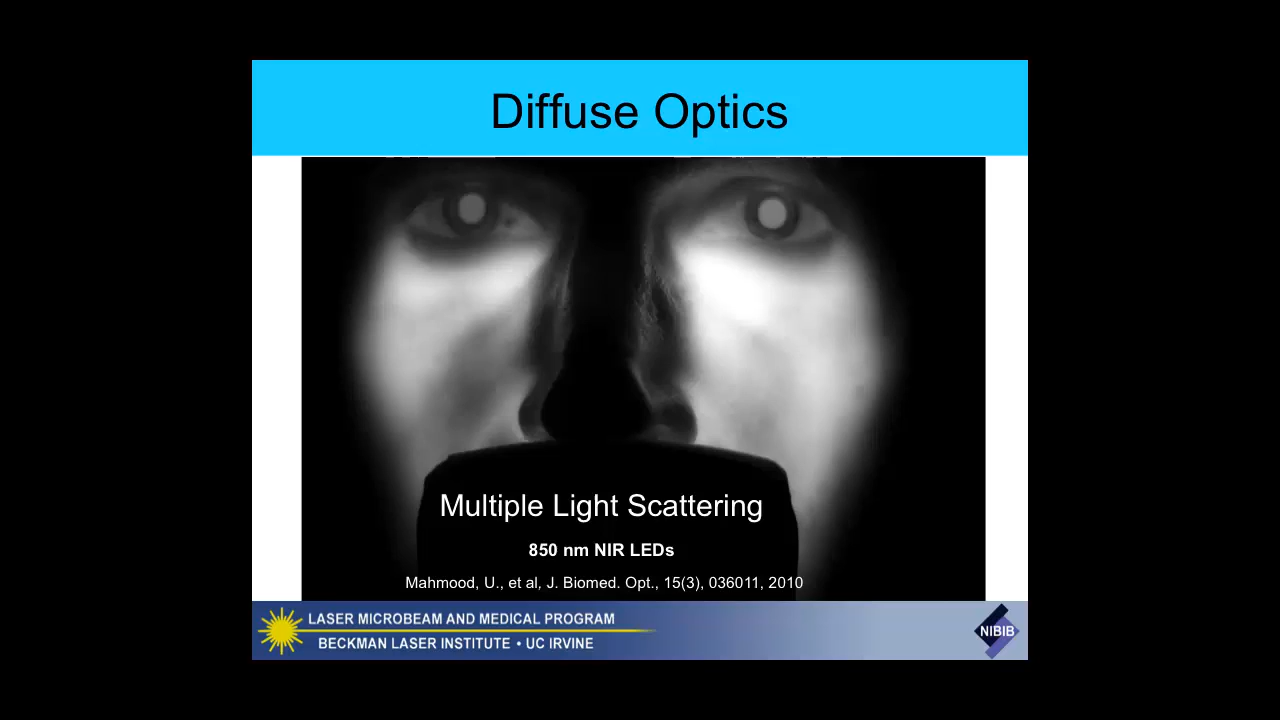 Diffuse Optics
Multiple Light Scattering
850 nm NIR LEDs
Mahmood, U., et al, J. Biomed. Opt., 15(3), 036011, 2010
LASER MICROBEAM AND MEDICAL PROGRAM
BECKMAN LASER INSTITUTE • UC IRVINE
NIBIB